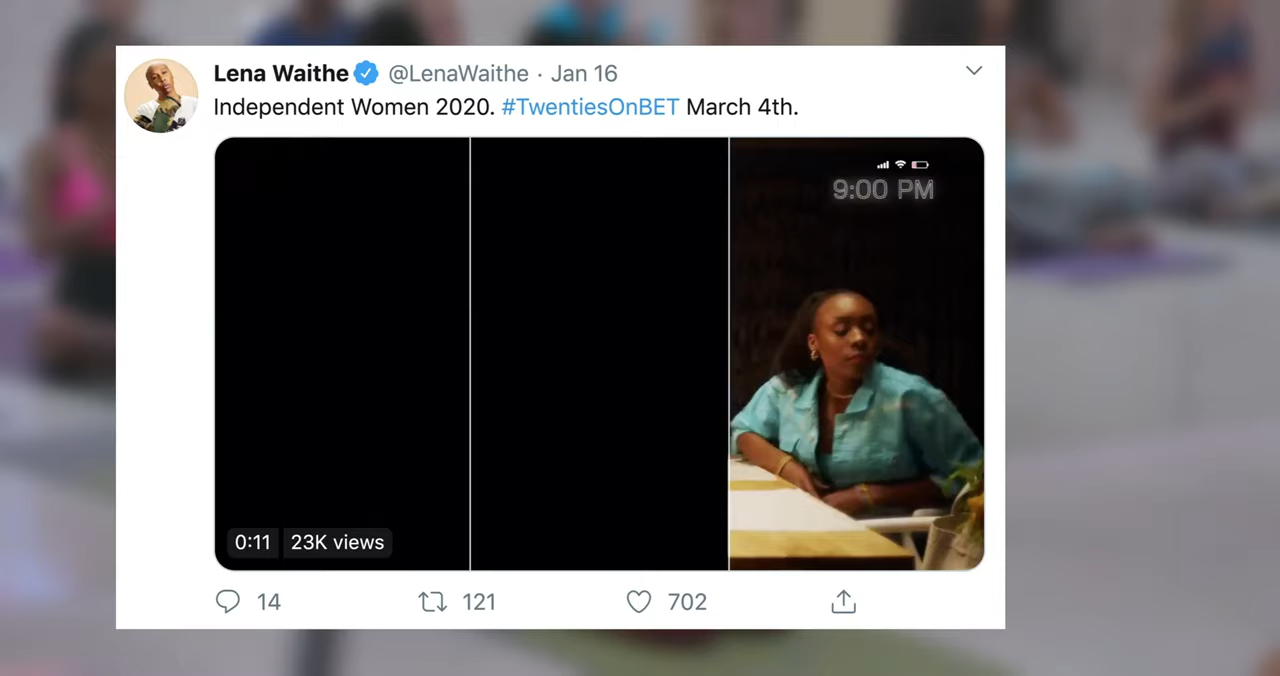 Lena Waithe @LenaWaithe · Jan 16
Independent Women 2020. #TwentiesOnBET March 4th.
9:00 PM
0:11 23K views
14 121 702